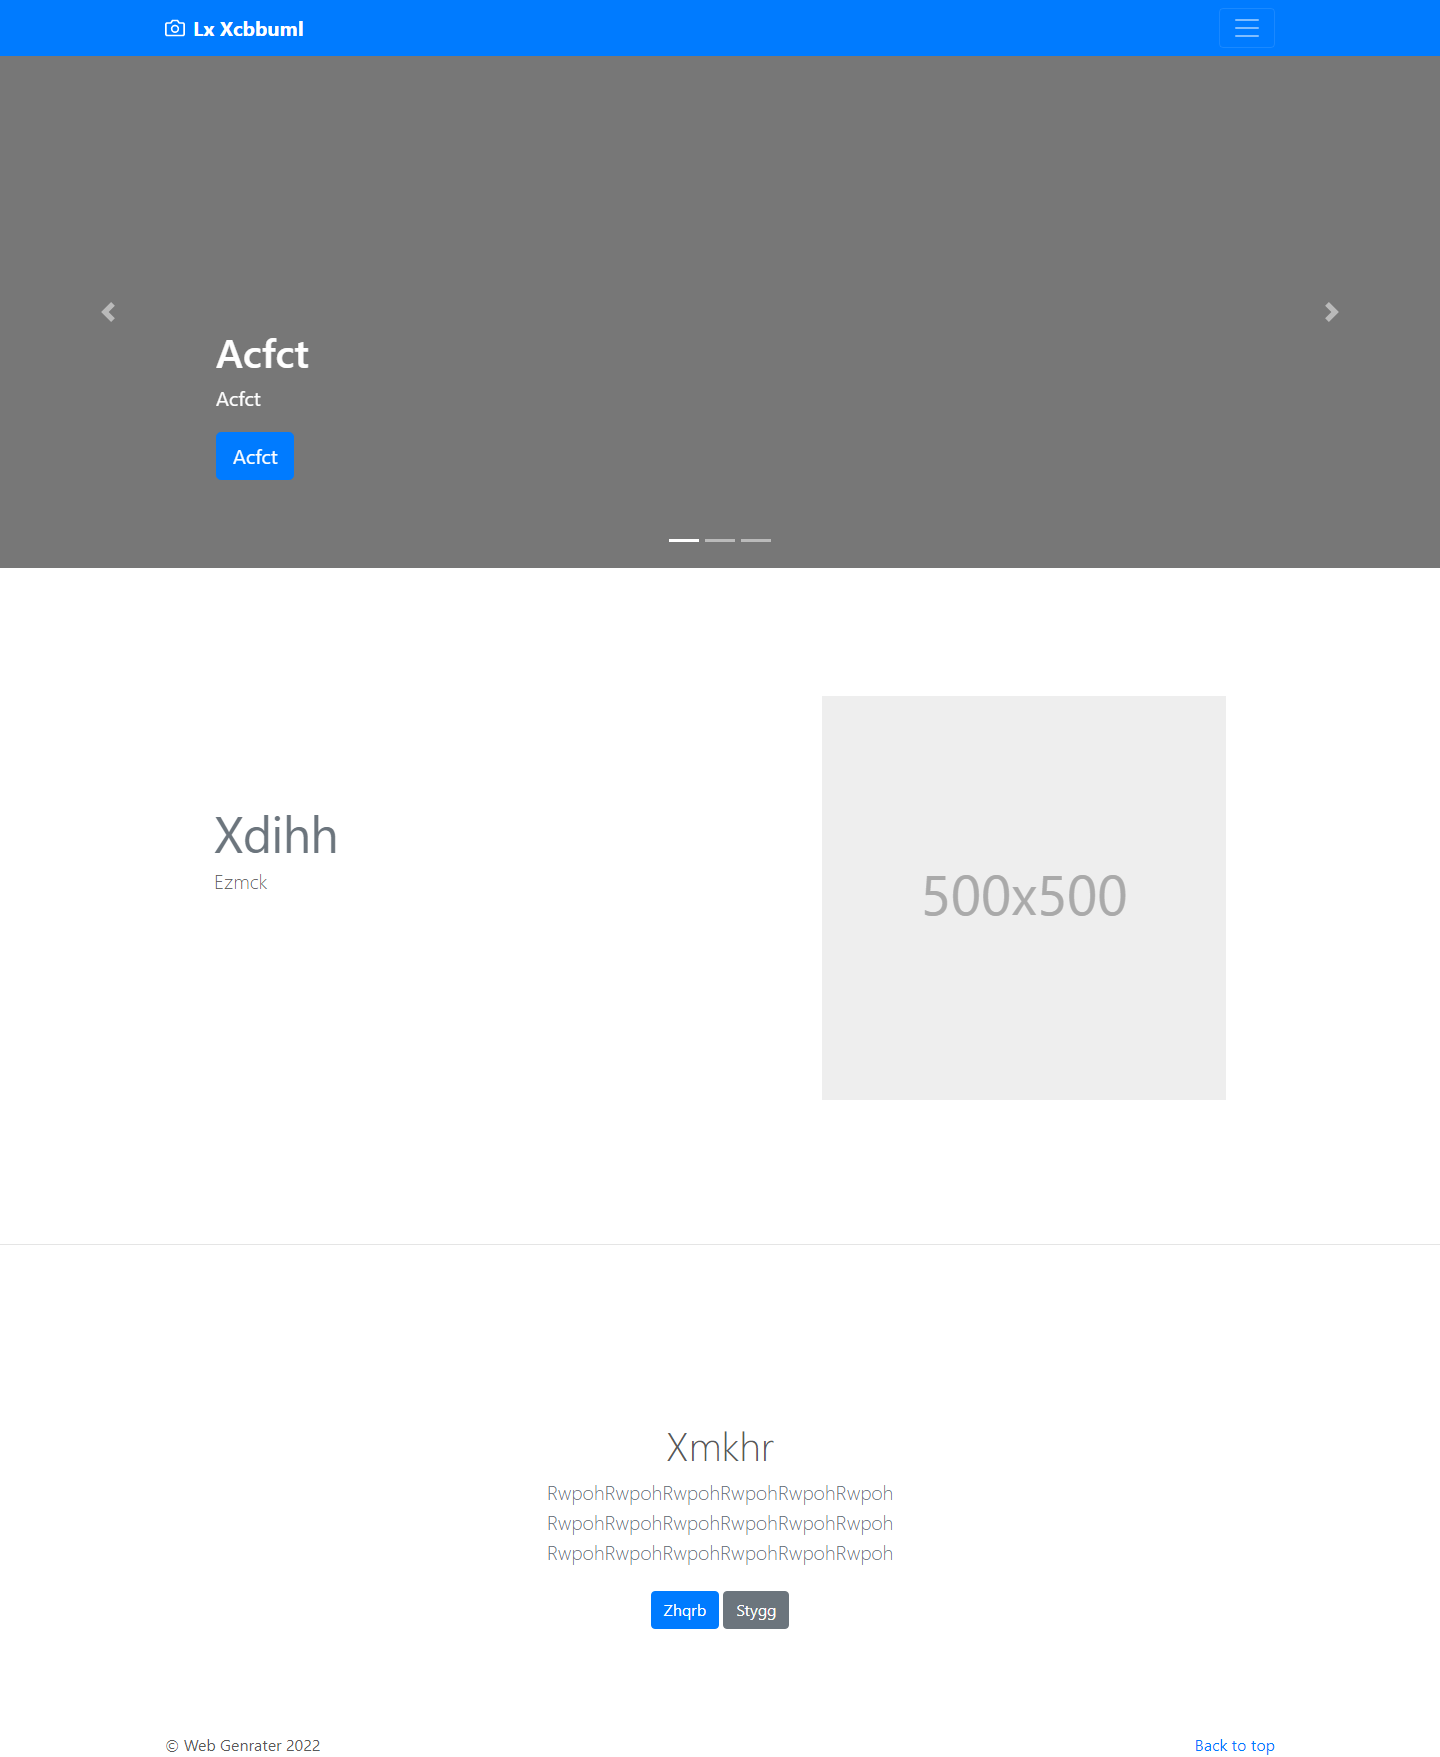 Lx Xcbbuml
Acfct
Acfct
Acfct
Xdihh
Ezmck
500x500
Xmkhr
RwpohRwpohRwpohRwpohRwpohRwpoh
RwpohRwpohRwpohRwpohRwpohRwpoh
RwpohRwpohRwpohRwpohRwpohRwpoh
Zhqrb Stygg
© Web Genrater 2022 Back to top